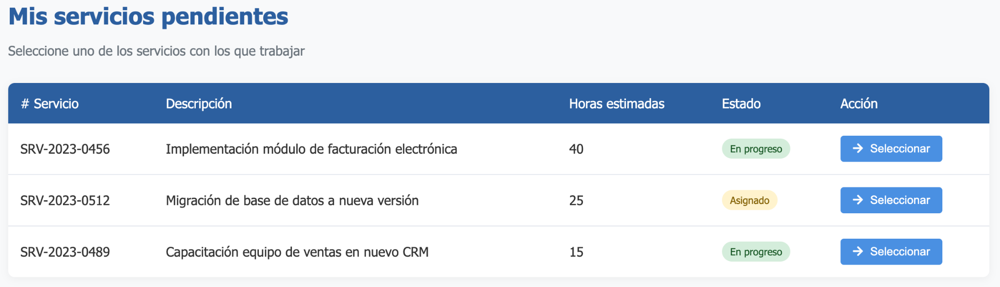 Mis servicios pendientes
Seleccione uno de los servicios con los que trabajar
# Servicio Descripción Horas estimadas Estado Acción
SRV-2023-0456 Implementación módulo de facturación electrónica 40 En progreso → Seleccionar
SRV-2023-0512 Migración de base de datos a nueva versión 25 Asignado → Seleccionar
SRV-2023-0489 Capacitación equipo de ventas en nuevo CRM 15 En progreso → Seleccionar